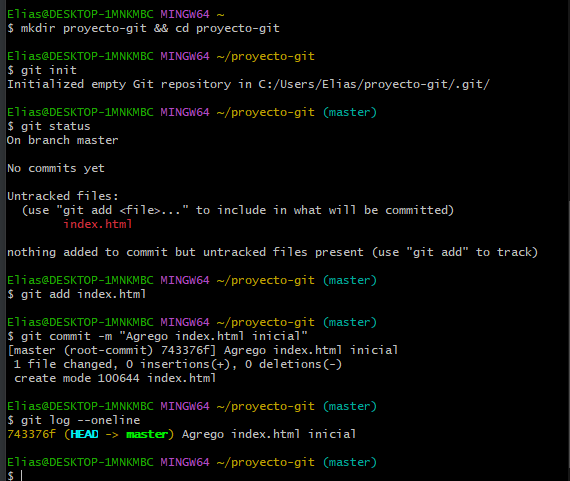 Elias@DESKTOP-1MNKMBC MINGW64 ~
$ mkdir proyecto-git && cd proyecto-git
Elias@DESKTOP-1MNKMBC MINGW64 ~/proyecto-git
$ git init
Initialized empty Git repository in C:/Users/Elias/proyecto-git/.git/
Elias@DESKTOP-1MNKMBC MINGW64 ~/proyecto-git (master)
$ git status
On branch master
No commits yet
Untracked files:
(use "git add <file>..." to include in what will be committed)
index.html
nothing added to commit but untracked files present (use "git add" to track)
Elias@DESKTOP-1MNKMBC MINGW64 ~/proyecto-git (master)
$ git add index.html
Elias@DESKTOP-1MNKMBC MINGW64 ~/proyecto-git (master)
$ git commit -m "Agrego index.html inicial"
[master (root-commit) 743376f] Agrego index.html inicial
1 file changed, 0 insertions(+), 0 deletions(-)
create mode 100644 index.html
Elias@DESKTOP-1MNKMBC MINGW64 ~/proyecto-git (master)
$ git log --oneline
743376f (HEAD -> master) Agrego index.html inicial
Elias@DESKTOP-1MNKMBC MINGW64 ~/proyecto-git (master)
$